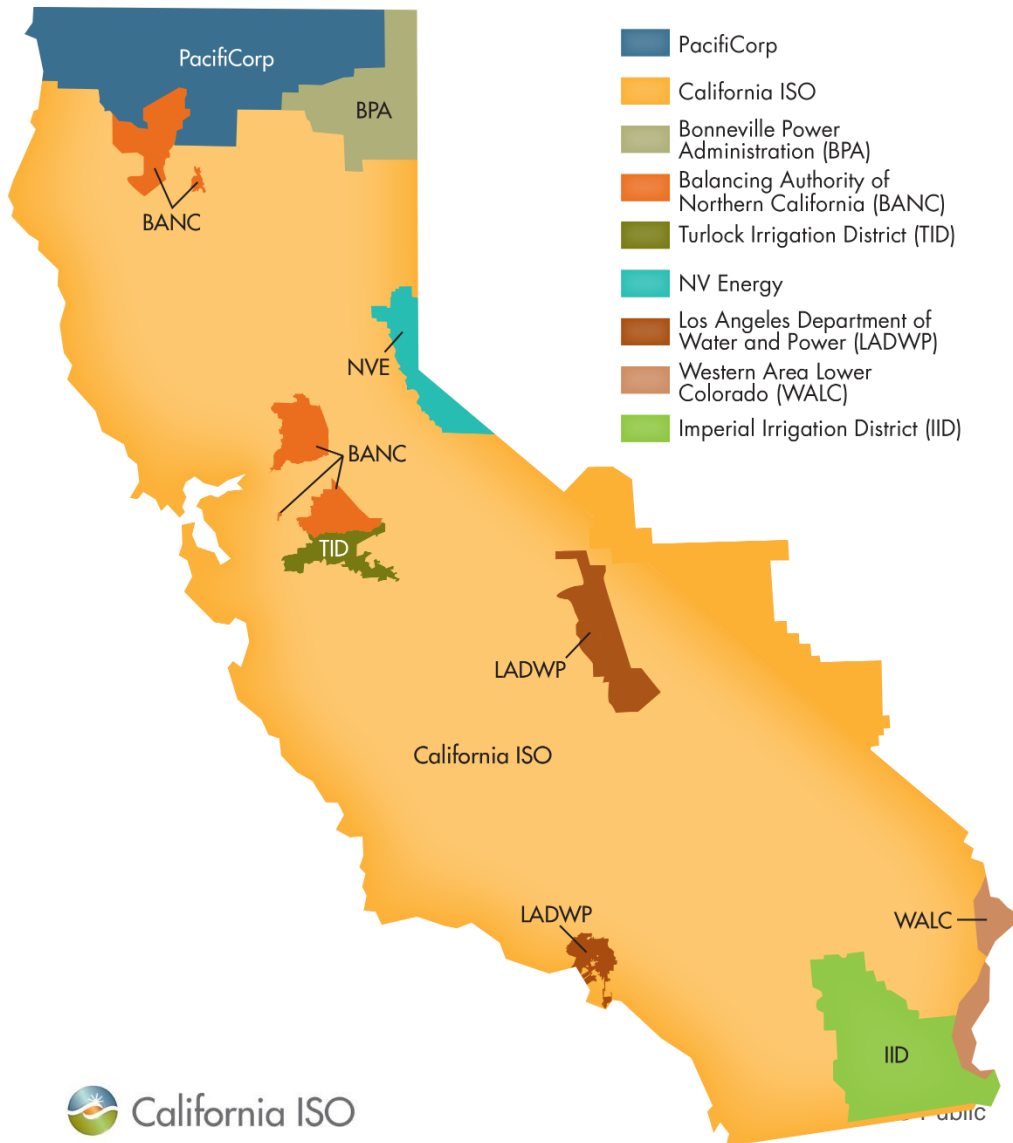 PacifiCorp
BPA
BANC
NVE
BANC
TID
LADWP
California ISO
LADWP
WALC
IID
PacifiCorp
California ISO
Bonneville Power
Administration (BPA)
Balancing Authority of
Northern California (BANC)
Turlock Irrigation District (TID)
NV Energy
Los Angeles Department of
Water and Power (LADWP)
Western Area Lower
Colorado (WALC)
Imperial Irrigation District (IID)
California ISO
Public